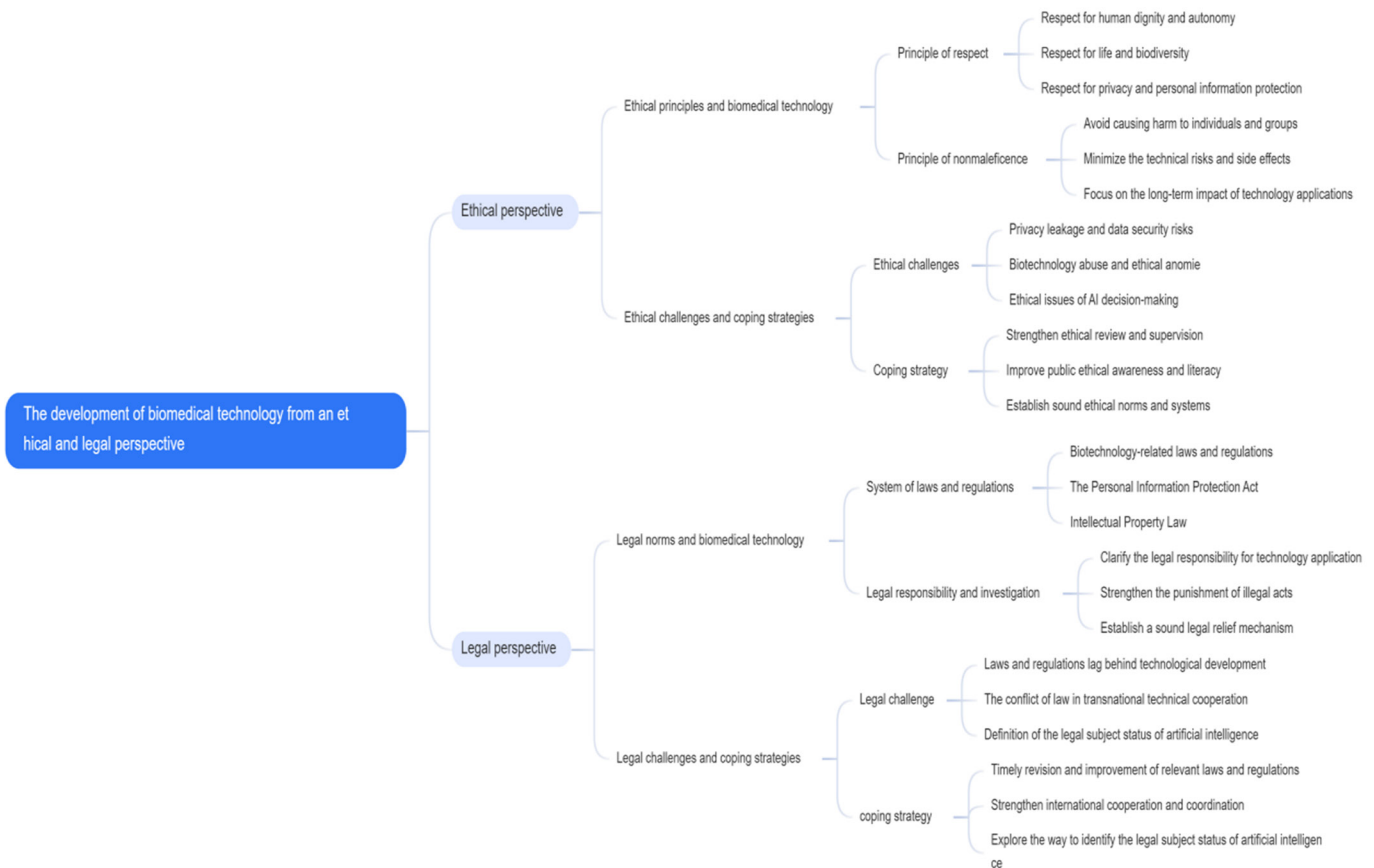 The development of biomedical technology from an et
hical and legal perspective
Ethical perspective
Ethical principles and biomedical technology
Principle of respect
Respect for human dignity and autonomy
Respect for life and biodiversity
Respect for privacy and personal information protection
Principle of nonmaleficence
Avoid causing harm to individuals and groups
Minimize the technical risks and side effects
Focus on the long-term impact of technology applications
Ethical challenges and coping strategies
Ethical challenges
Privacy leakage and data security risks
Biotechnology abuse and ethical anomie
Ethical issues of AI decision-making
Coping strategy
Strengthen ethical review and supervision
Improve public ethical awareness and literacy
Establish sound ethical norms and systems
Legal perspective
Legal norms and biomedical technology
System of laws and regulations
Biotechnology-related laws and regulations
The Personal Information Protection Act
Intellectual Property Law
Legal responsibility and investigation
Clarify the legal responsibility for technology application
Strengthen the punishment of illegal acts
Establish a sound legal relief mechanism
Legal challenges and coping strategies
Legal challenge
Laws and regulations lag behind technological development
The conflict of law in transnational technical cooperation
Definition of the legal subject status of artificial intelligence
coping strategy
Timely revision and improvement of relevant laws and regulations
Strengthen international cooperation and coordination
Explore the way to identify the legal subject status of artificial intelligen
ce